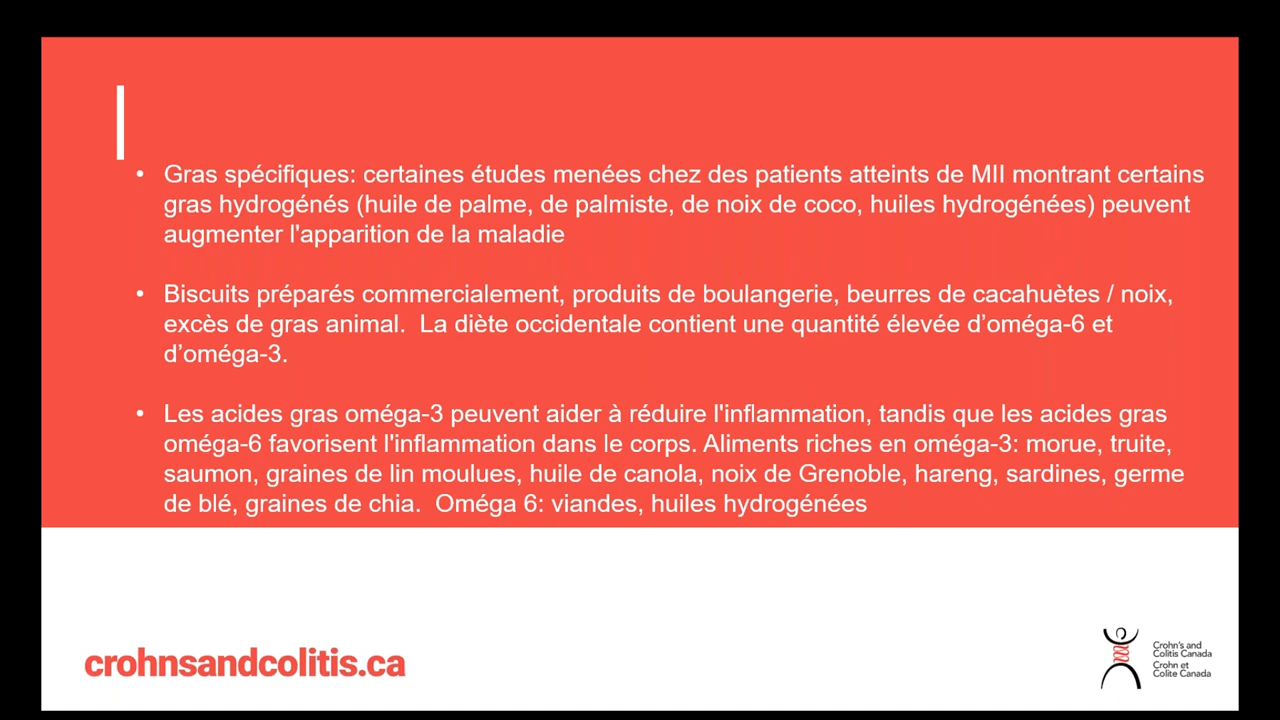 • Gras spécifiques: certaines études menées chez des patients atteints de MII montrant certains
gras hydrogénés (huile de palme, de palmiste, de noix de coco, huiles hydrogénées) peuvent
augmenter l'apparition de la maladie
• Biscuits préparés commercialement, produits de boulangerie, beurres de cacahuètes / noix,
excès de gras animal. La diète occidentale contient une quantité élevée d’oméga-6 et
d’oméga-3.
• Les acides gras oméga-3 peuvent aider à réduire l'inflammation, tandis que les acides gras
oméga-6 favorisent l'inflammation dans le corps. Aliments riches en oméga-3: morue, truite,
saumon, graines de lin moulues, huile de canola, noix de Grenoble, hareng, sardines, germe
de blé, graines de chia. Oméga 6: viandes, huiles hydrogénées
crohnsandcolitis.ca
Crohn's and
Colitis Canada
Crohn et
Colite Canada